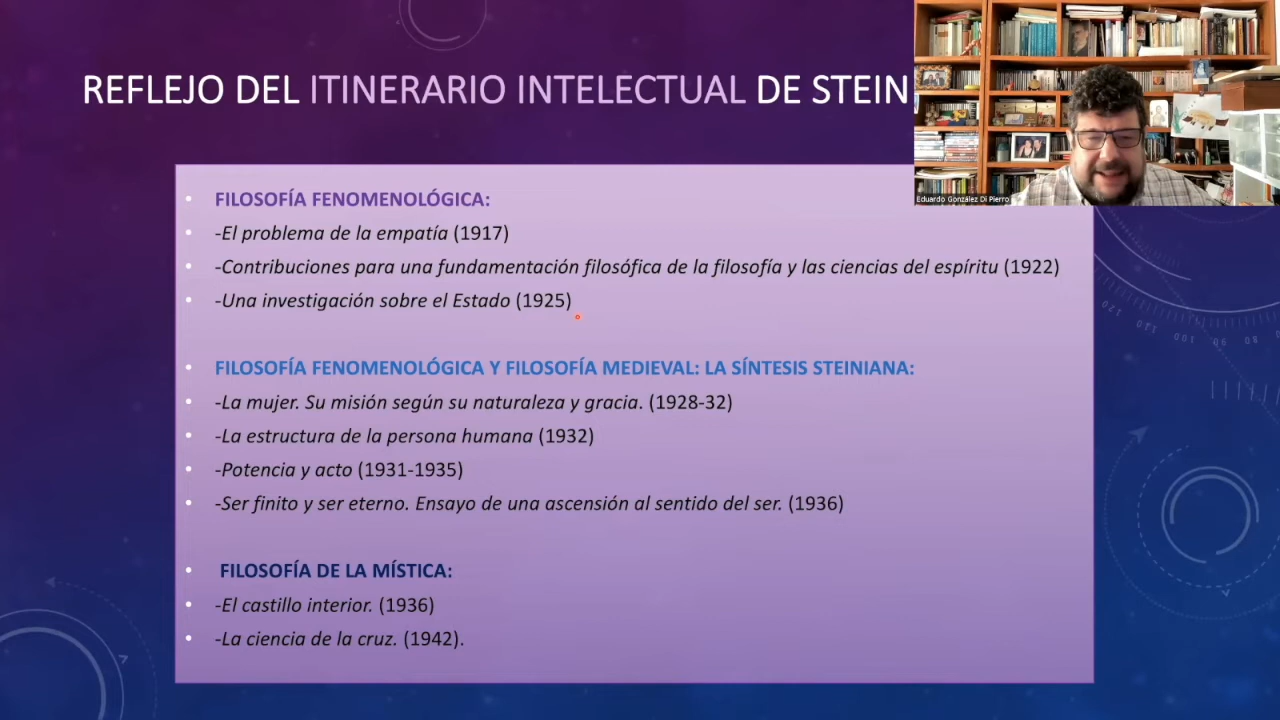 REFLEJO DEL ITINERARIO INTELECTUAL DE STEIN
Eduardo González Di Pierro
• FILOSOFÍA FENOMENOLÓGICA:
• -El problema de la empatía (1917)
• -Contribuciones para una fundamentación filosófica de la filosofía y las ciencias del espíritu (1922)
• -Una investigación sobre el Estado (1925)
• FILOSOFÍA FENOMENOLÓGICA Y FILOSOFÍA MEDIEVAL: LA SÍNTESIS STEINIANA:
• -La mujer. Su misión según su naturaleza y gracia. (1928-32)
• -La estructura de la persona humana (1932)
• -Potencia y acto (1931-1935)
• -Ser finito y ser eterno. Ensayo de una ascensión al sentido del ser. (1936)
• FILOSOFÍA DE LA MÍSTICA:
• -El castillo interior. (1936)
• -La ciencia de la cruz. (1942).